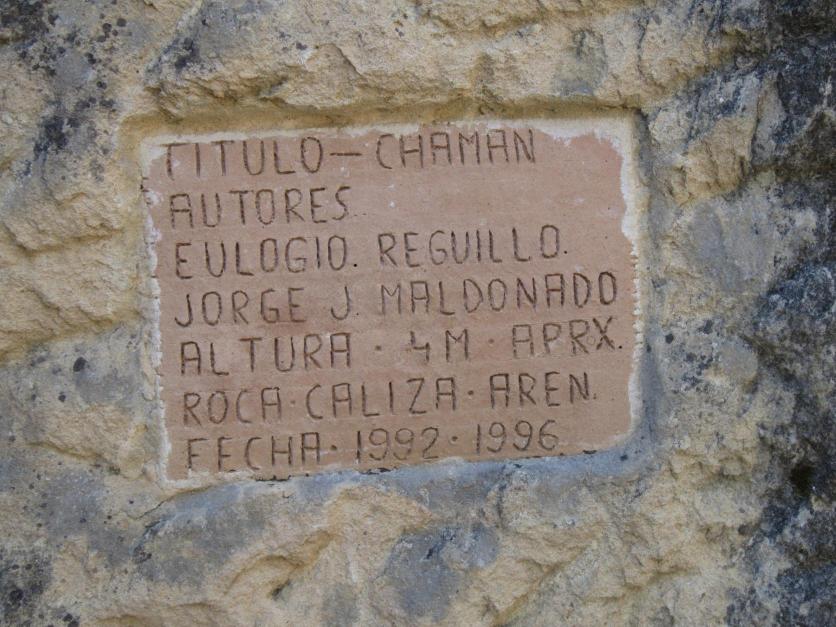 TITULO — CHAMAN
AUTORES
EULOGIO. REGUILLO.
JORGE J. MALDONADO
ALTURA · 4M · APRX.
ROCA · CALIZA · AREN.
FECHA · 1992 · 1996